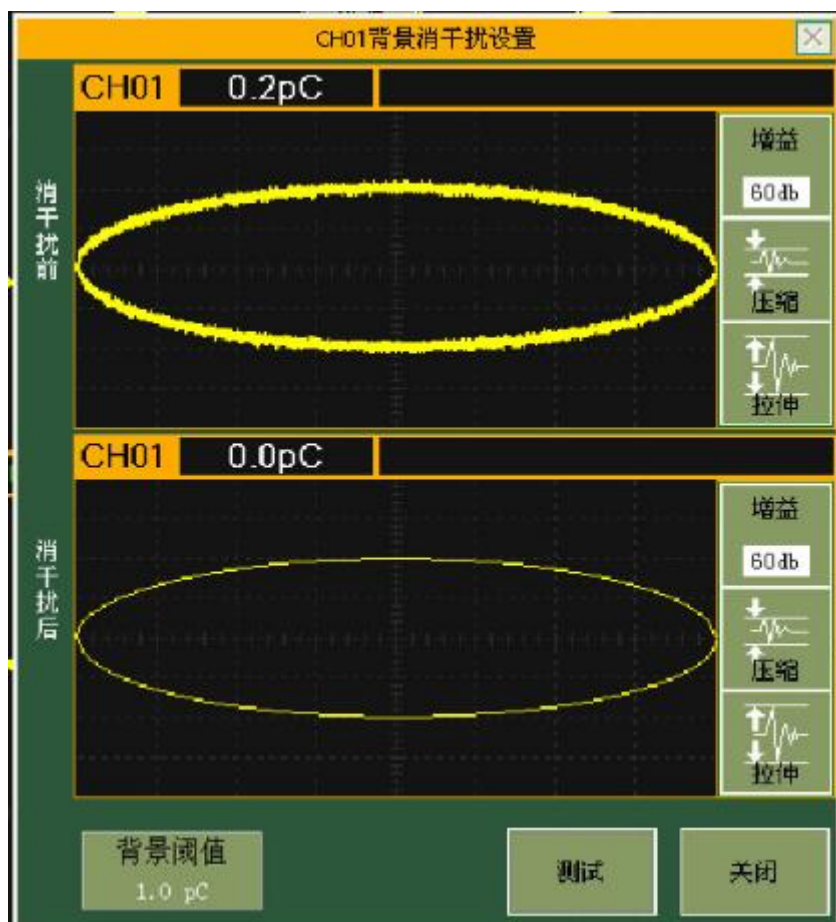 CH01背景消干扰设置
CH01 0.2pC
消干扰前
增益
60db
压缩
拉伸
CH01 0.0pC
消干扰后
增益
60db
压缩
拉伸
背景阈值
1.0 pC
测试
关闭